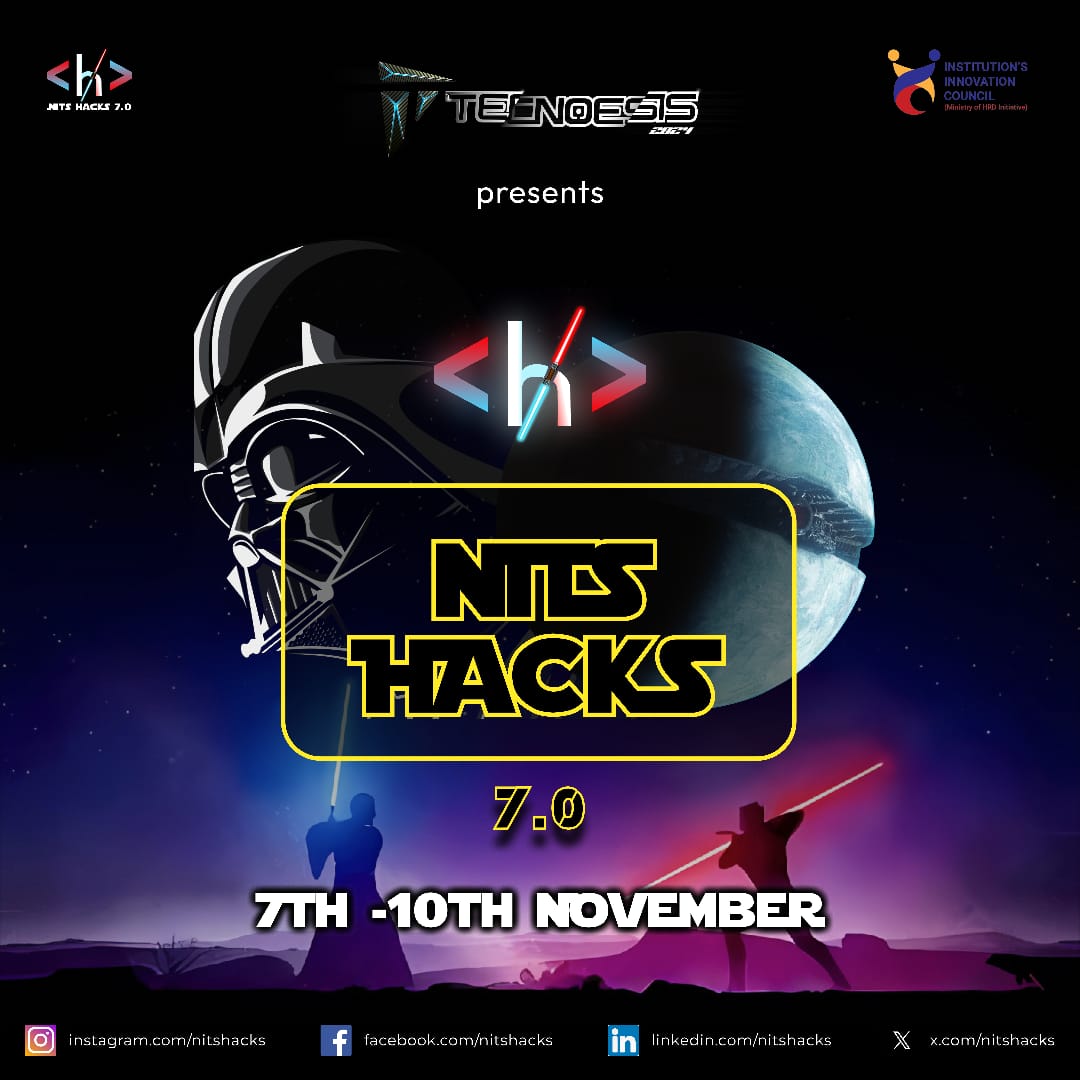 <h>
NITS HACKS 7.0
TECNOESIS
2024
INSTITUTION'S
INNOVATION
COUNCIL
(Ministry of HRD Initiative)
presents
<h>
NITS
HACKS
7.0
7TH -10TH NOVEMBER
instagram.com/nitshacks
facebook.com/nitshacks
linkedin.com/nitshacks
x.com/nitshacks